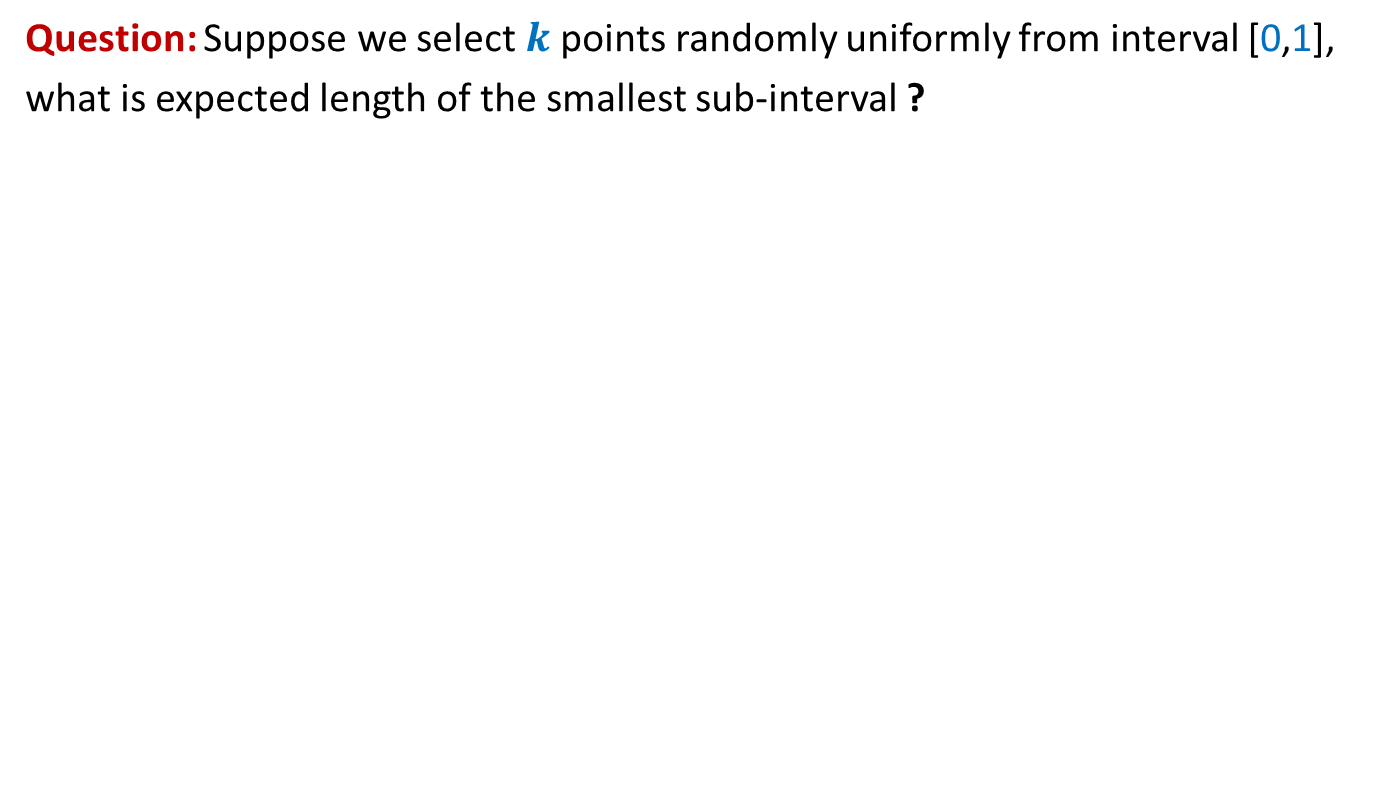 Question: Suppose we select k points randomly uniformly from interval [0,1],
what is expected length of the smallest sub-interval ?